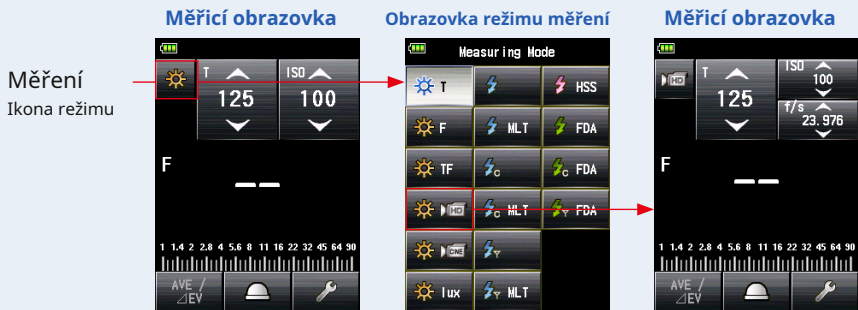 Měřicí obrazovka
Obrazovka režimu měření
Měřicí obrazovka
Měření
Ikona režimu
T
125
ISO
100
F
1 1.4 2 2.8 4 5.6 8 11 16 22 32 45 64 90
AVE /
⊿EV
Measuring Mode
T
HSS
F
MLT
FDA
TF
C
C FDA
HD
C MLT
Y FDA
CINE
Y
lux
Y MLT
HD
T
125
ISO
100
f/s
23.976
F
1 1.4 2 2.8 4 5.6 8 11 16 22 32 45 64 90
AVE /
⊿EV